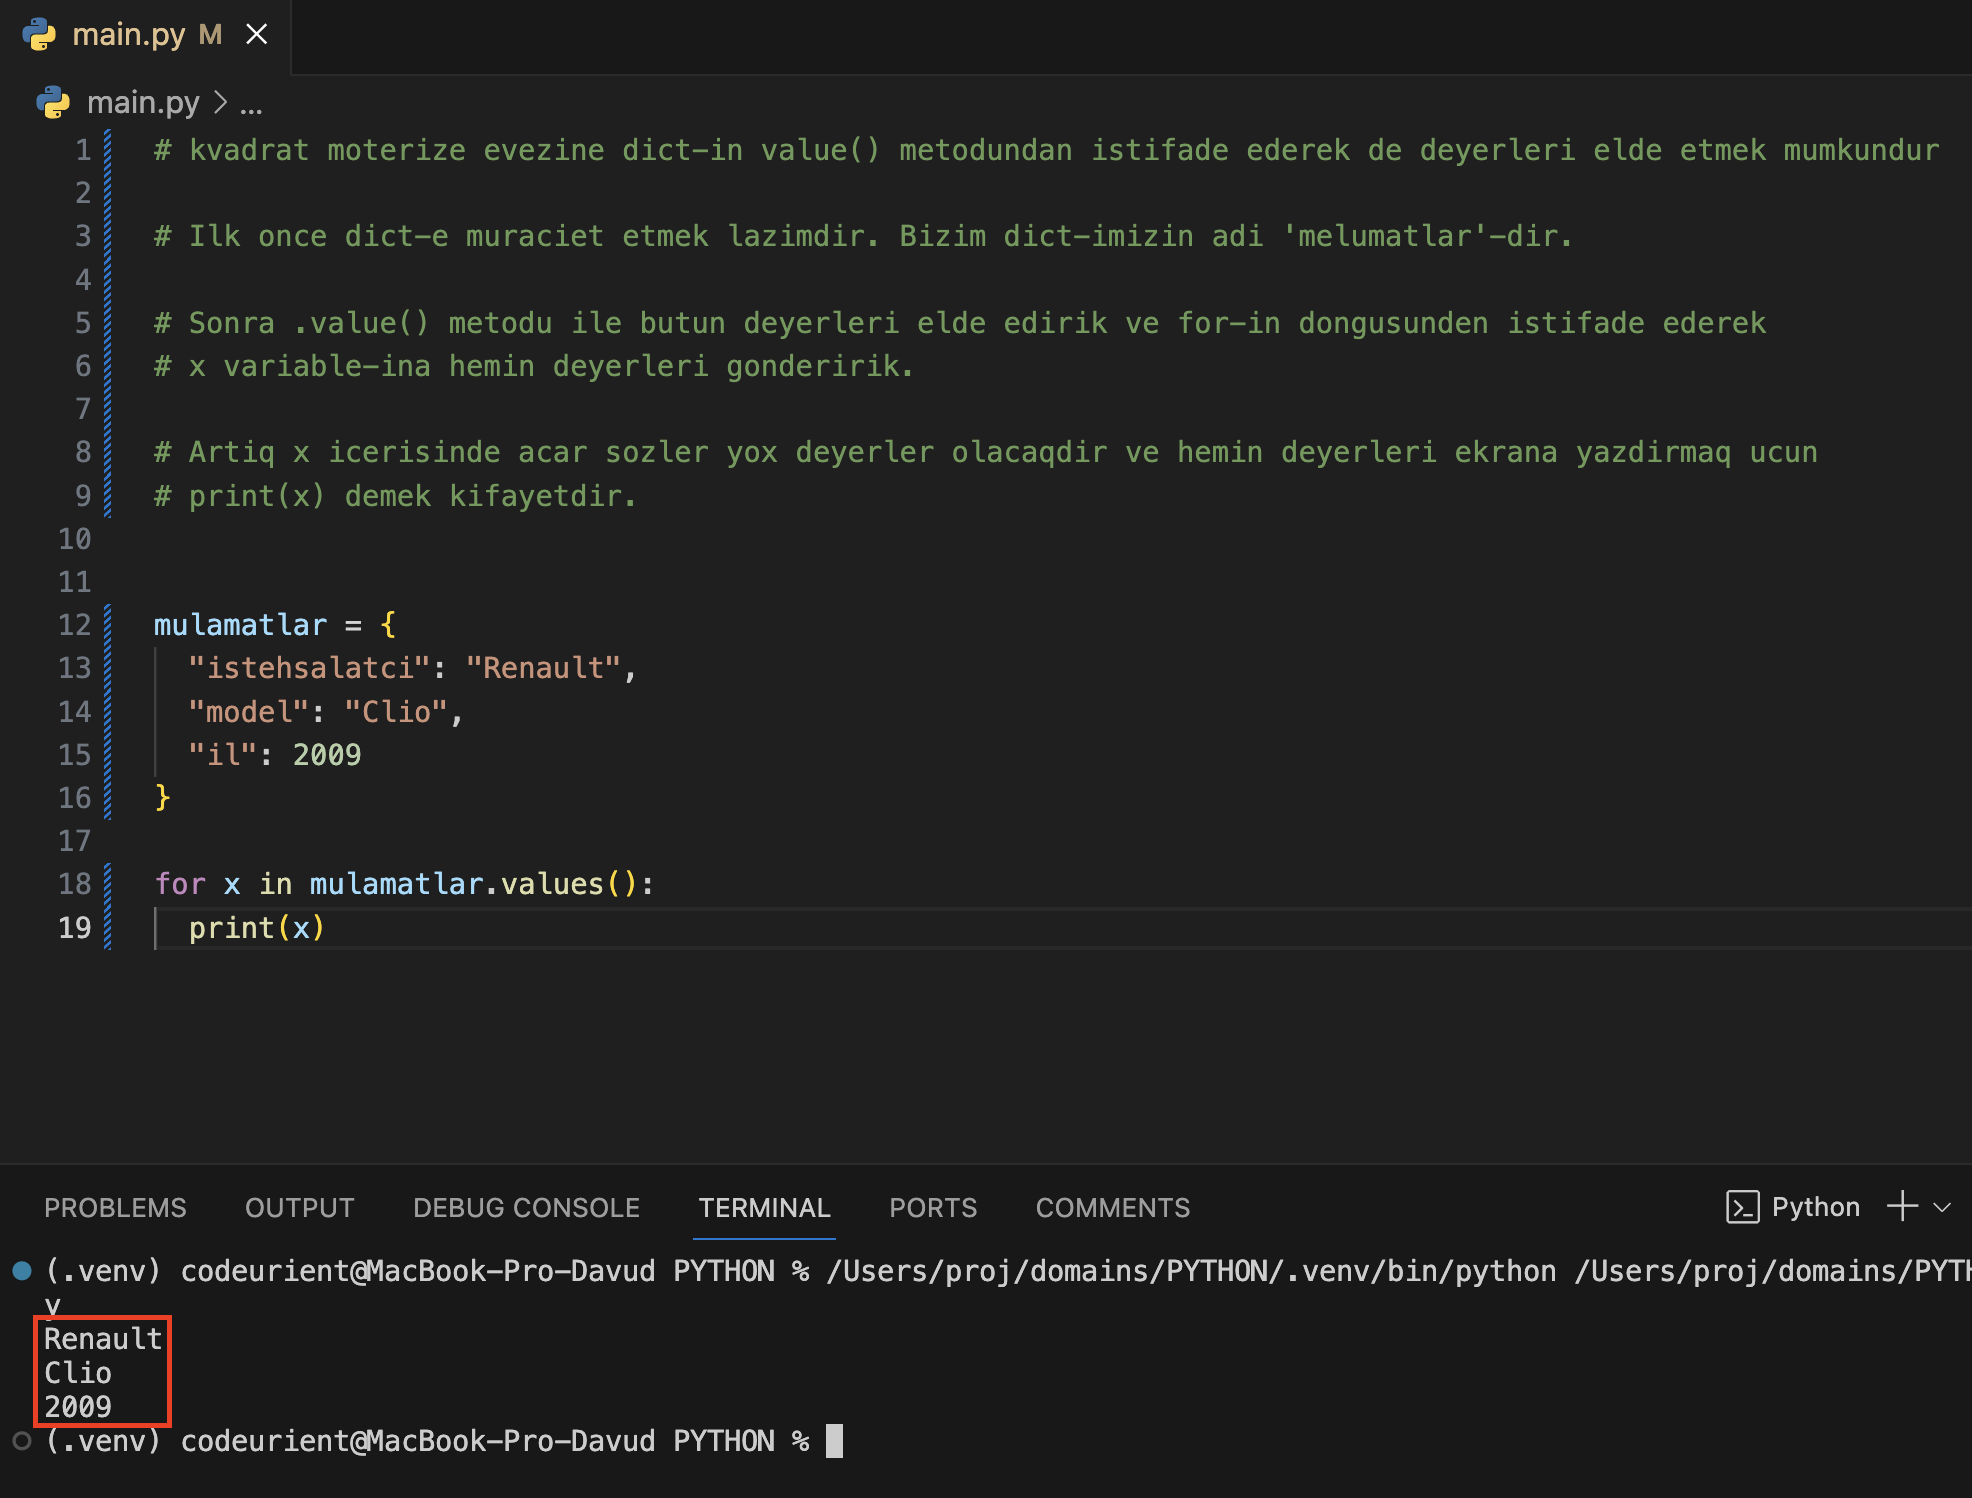 main.py M
main.py > ...
1 # kvadrat moterize evezine dict-in value() metodundan istifade ederek de deyerleri elde etmek mumkundur
2
3 # Ilk once dict-e muraciet etmek lazimdir. Bizim dict-imizin adi 'melumatlar'-dir.
4
5 # Sonra .value() metodu ile butun deyerleri elde edirik ve for-in dongusunden istifade ederek
6 # x variable-ina hemin deyerleri gonderirik.
7
8 # Artiq x icerisinde acar sozler yox deyerler olacaqdir ve hemin deyerleri ekrana yazdirmaq ucun
9 # print(x) demek kifayetdir.
10
11
12 mulamatlar = {
13 "istehsalatci": "Renault",
14 "model": "Clio",
15 "il": 2009
16 }
17
18 for x in mulamatlar.values():
19 print(x)
PROBLEMS OUTPUT DEBUG CONSOLE TERMINAL PORTS COMMENTS Python
(.venv) codeurient@MacBook-Pro-Davud PYTHON % /Users/proj/domains/PYTHON/.venv/bin/python /Users/proj/domains/PYTH
y
Renault
Clio
2009
(.venv) codeurient@MacBook-Pro-Davud PYTHON %